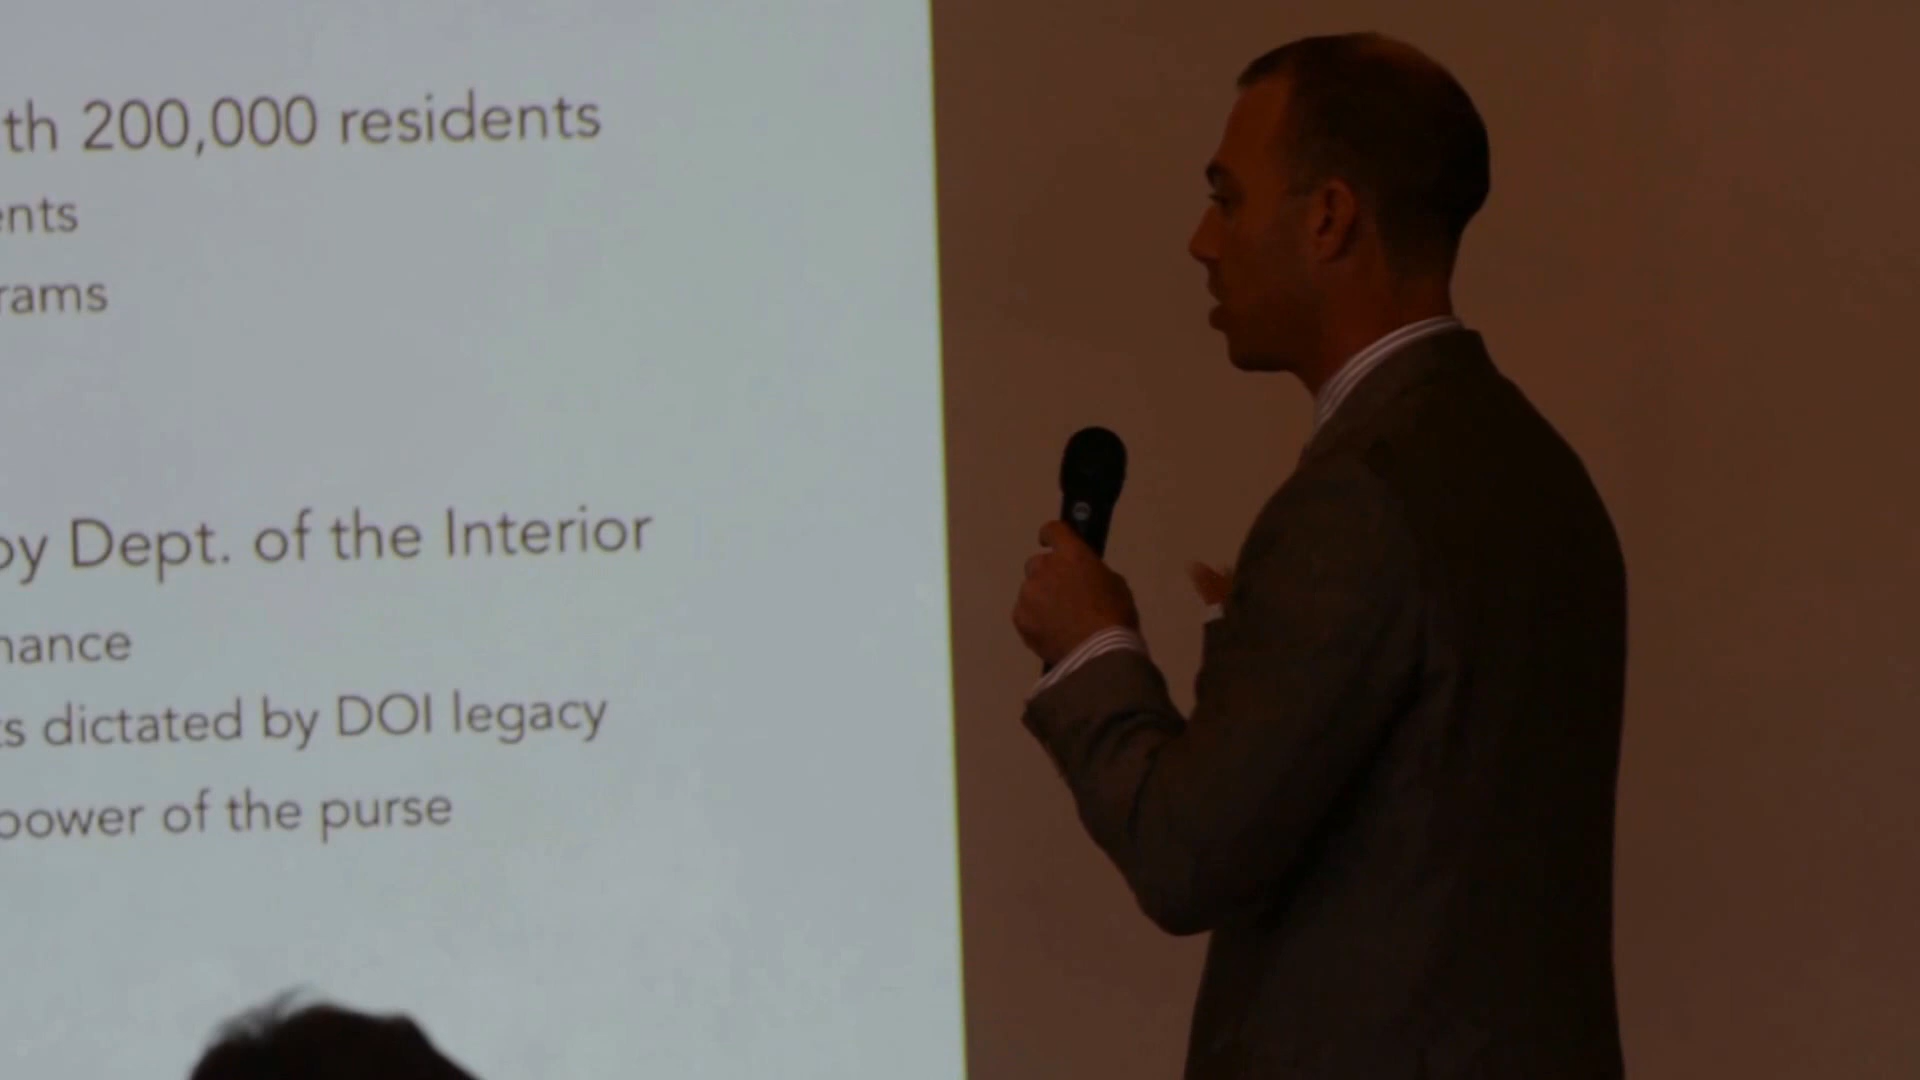 th 200,000 residents
ents
rams
by Dept. of the Interior
nance
ts dictated by DOI legacy
power of the purse